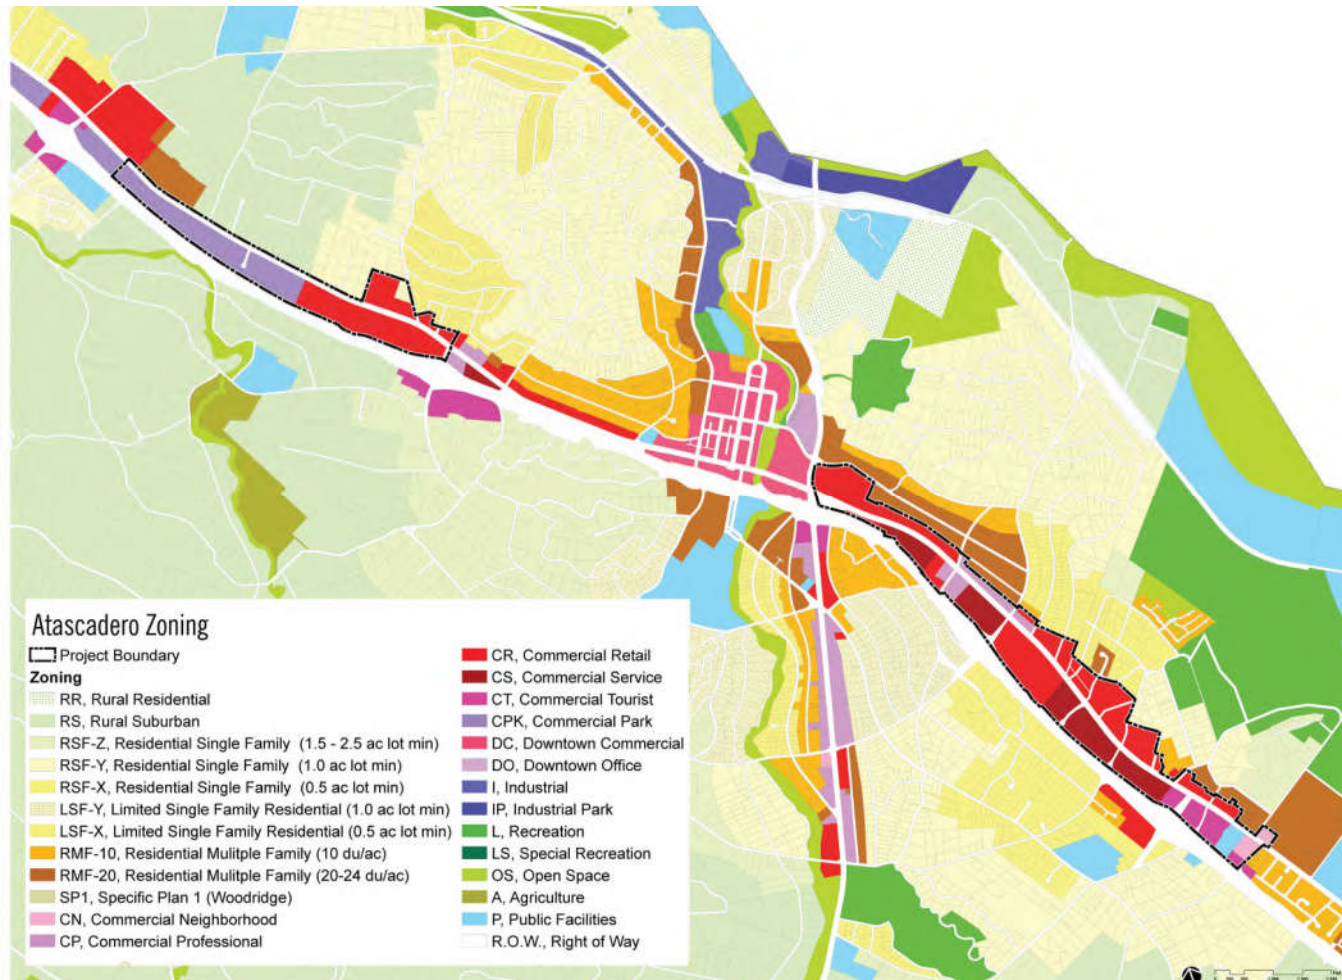 Atascadero Zoning
Project Boundary
Zoning
RR, Rural Residential
RS, Rural Suburban
RSF-Z, Residential Single Family (1.5 - 2.5 ac lot min)
RSF-Y, Residential Single Family (1.0 ac lot min)
RSF-X, Residential Single Family (0.5 ac lot min)
LSF-Y, Limited Single Family Residential (1.0 ac lot min)
LSF-X, Limited Single Family Residential (0.5 ac lot min)
RMF-10, Residential Mulitple Family (10 du/ac)
RMF-20, Residential Mulitple Family (20-24 du/ac)
SP1, Specific Plan 1 (Woodridge)
CN, Commercial Neighborhood
CP, Commercial Professional
CR, Commercial Retail
CS, Commercial Service
CT, Commercial Tourist
CPK, Commercial Park
DC, Downtown Commercial
DO, Downtown Office
I, Industrial
IP, Industrial Park
L, Recreation
LS, Special Recreation
OS, Open Space
A, Agriculture
P, Public Facilities
R.O.W., Right of Way